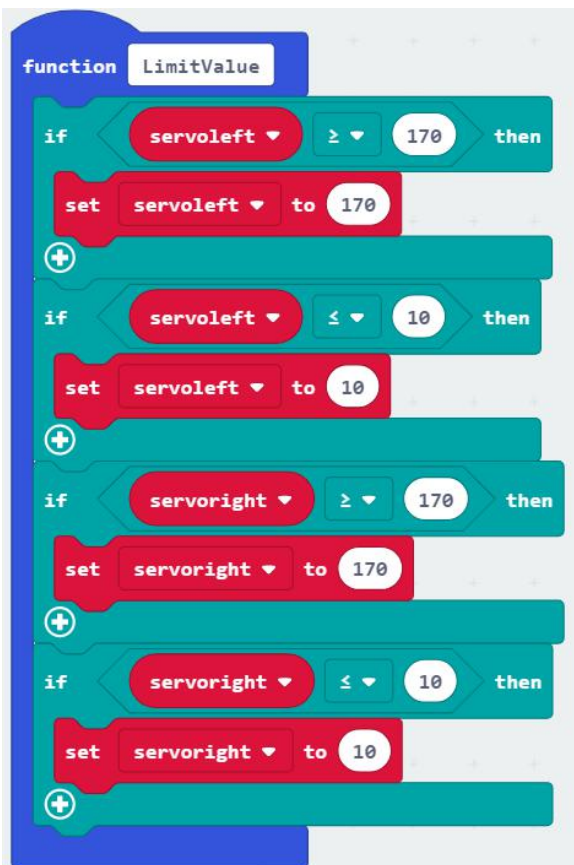 function LimitValue
if servoleft ≥ 170 then
set servoleft to 170
if servoleft ≤ 10 then
set servoleft to 10
if servoright ≥ 170 then
set servoright to 170
if servoright ≤ 10 then
set servoright to 10